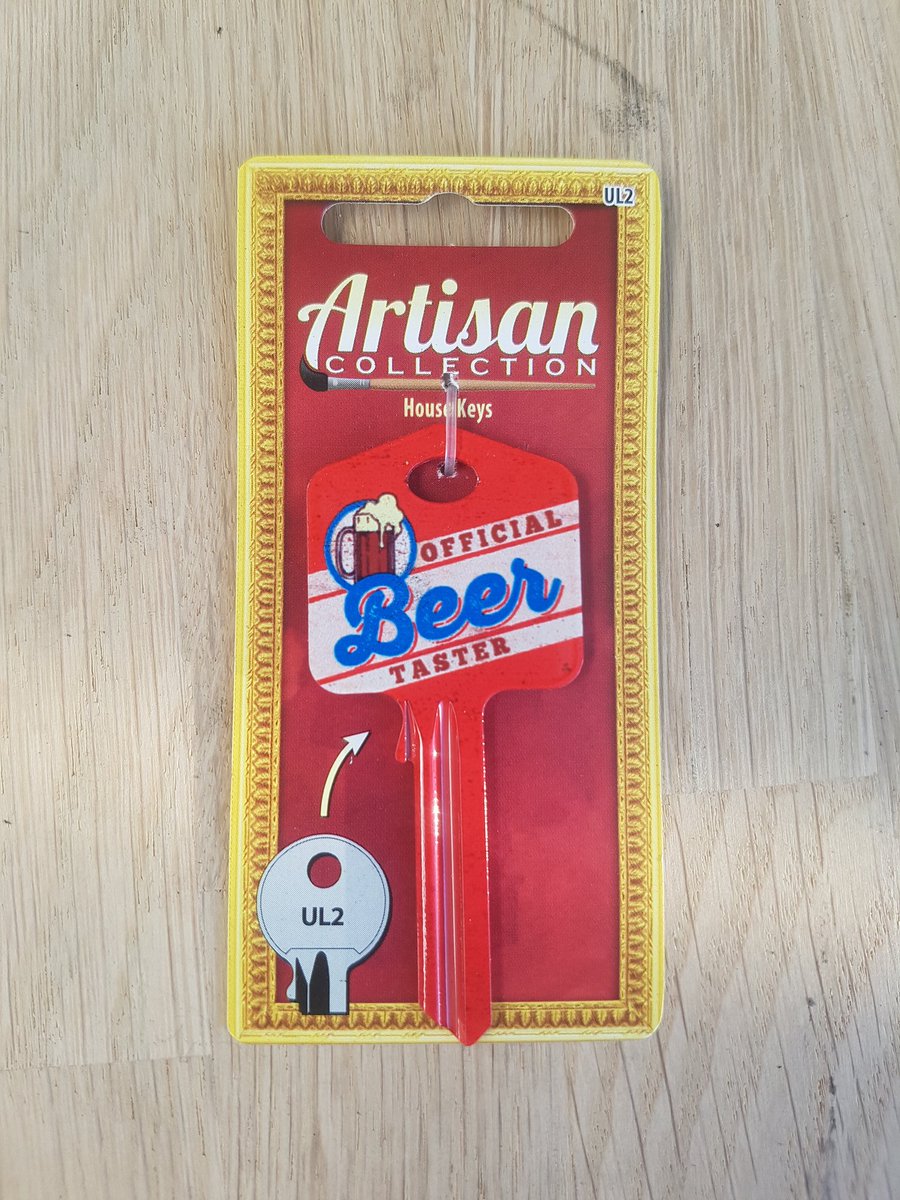 UL2
Artisan
COLLECTION
House Keys
OFFICIAL
Beer
TASTER
UL2